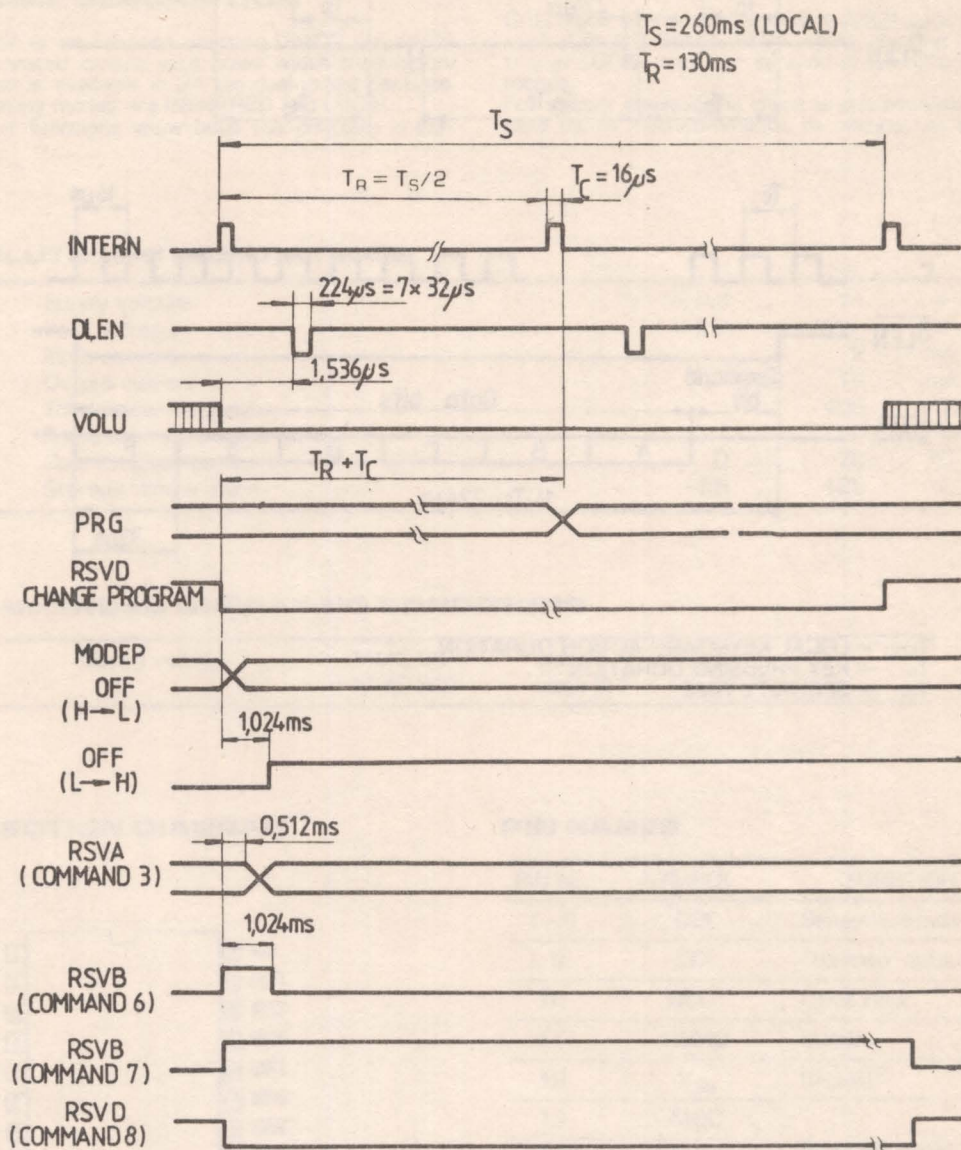 T_S=260ms (LOCAL)
T_R=130ms
T_S
T_R = T_S/2
T_C=16µs
INTERN
224µs=7×32µs
DLEN
1,536µs
VOLU
T_R+T_C
PRG
RSVD
CHANGE PROGRAM
MODEP
OFF
(H→L)
1,024ms
OFF
(L→H)
0,512ms
RSVA
(COMMAND 3)
1,024ms
RSVB
(COMMAND 6)
RSVB
(COMMAND 7)
RSVD
(COMMAND 8)